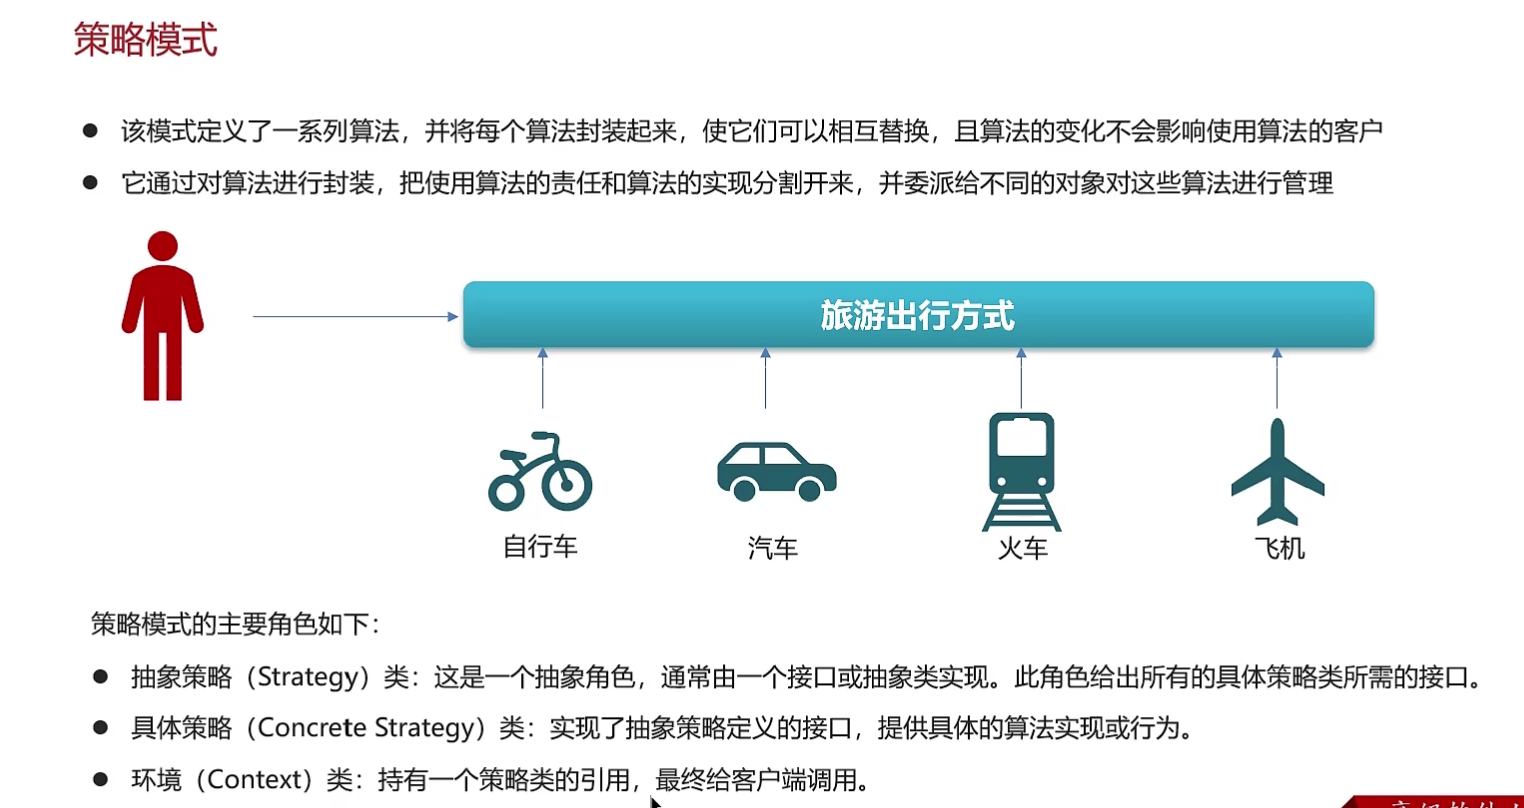 策略模式
● 该模式定义了一系列算法，并将每个算法封装起来，使它们可以相互替换，且算法的变化不会影响使用算法的客户
● 它通过对算法进行封装，把使用算法的责任和算法的实现分割开来，并委派给不同的对象对这些算法进行管理
旅游出行方式
自行车 汽车 火车 飞机
策略模式的主要角色如下：
● 抽象策略（Strategy）类：这是一个抽象角色，通常由一个接口或抽象类实现。此角色给出所有的具体策略类所需的接口。
● 具体策略（Concrete Strategy）类：实现了抽象策略定义的接口，提供具体的算法实现或行为。
● 环境（Context）类：持有一个策略类的引用，最终给客户端调用。